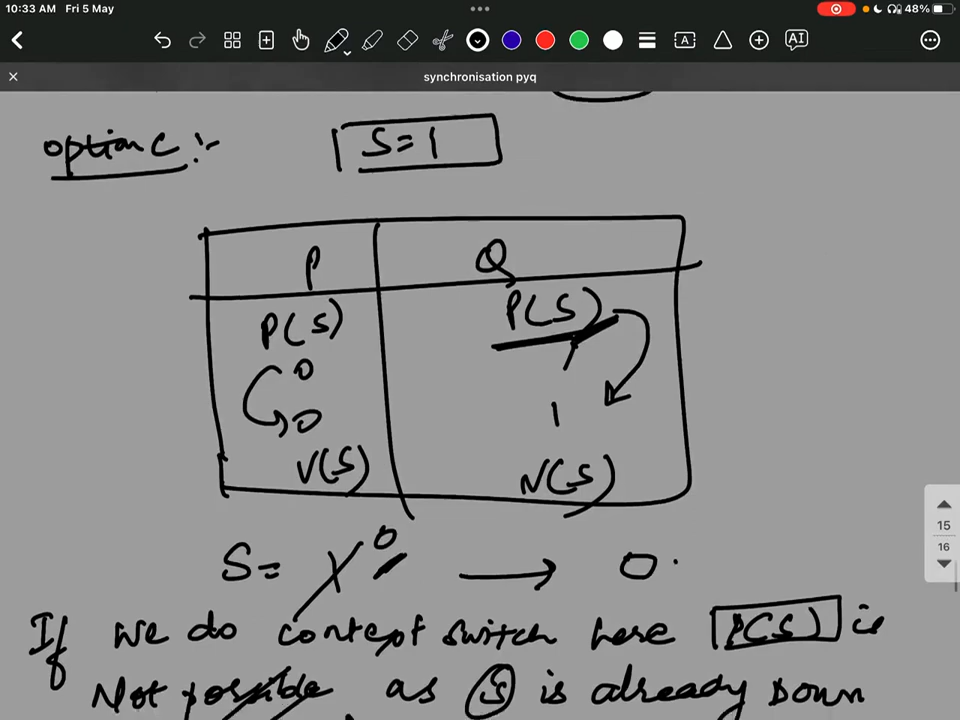 10:33 AM Fri 5 May
48%
A
AI
synchronisation pyq
option C :-
S = 1
P
Q
P(S)
P(S)
0
0
1
V(S)
V(S)
S = 1 0 → 0.
15
16
If we do context switch here P(S) is
Not possible as S is already Down